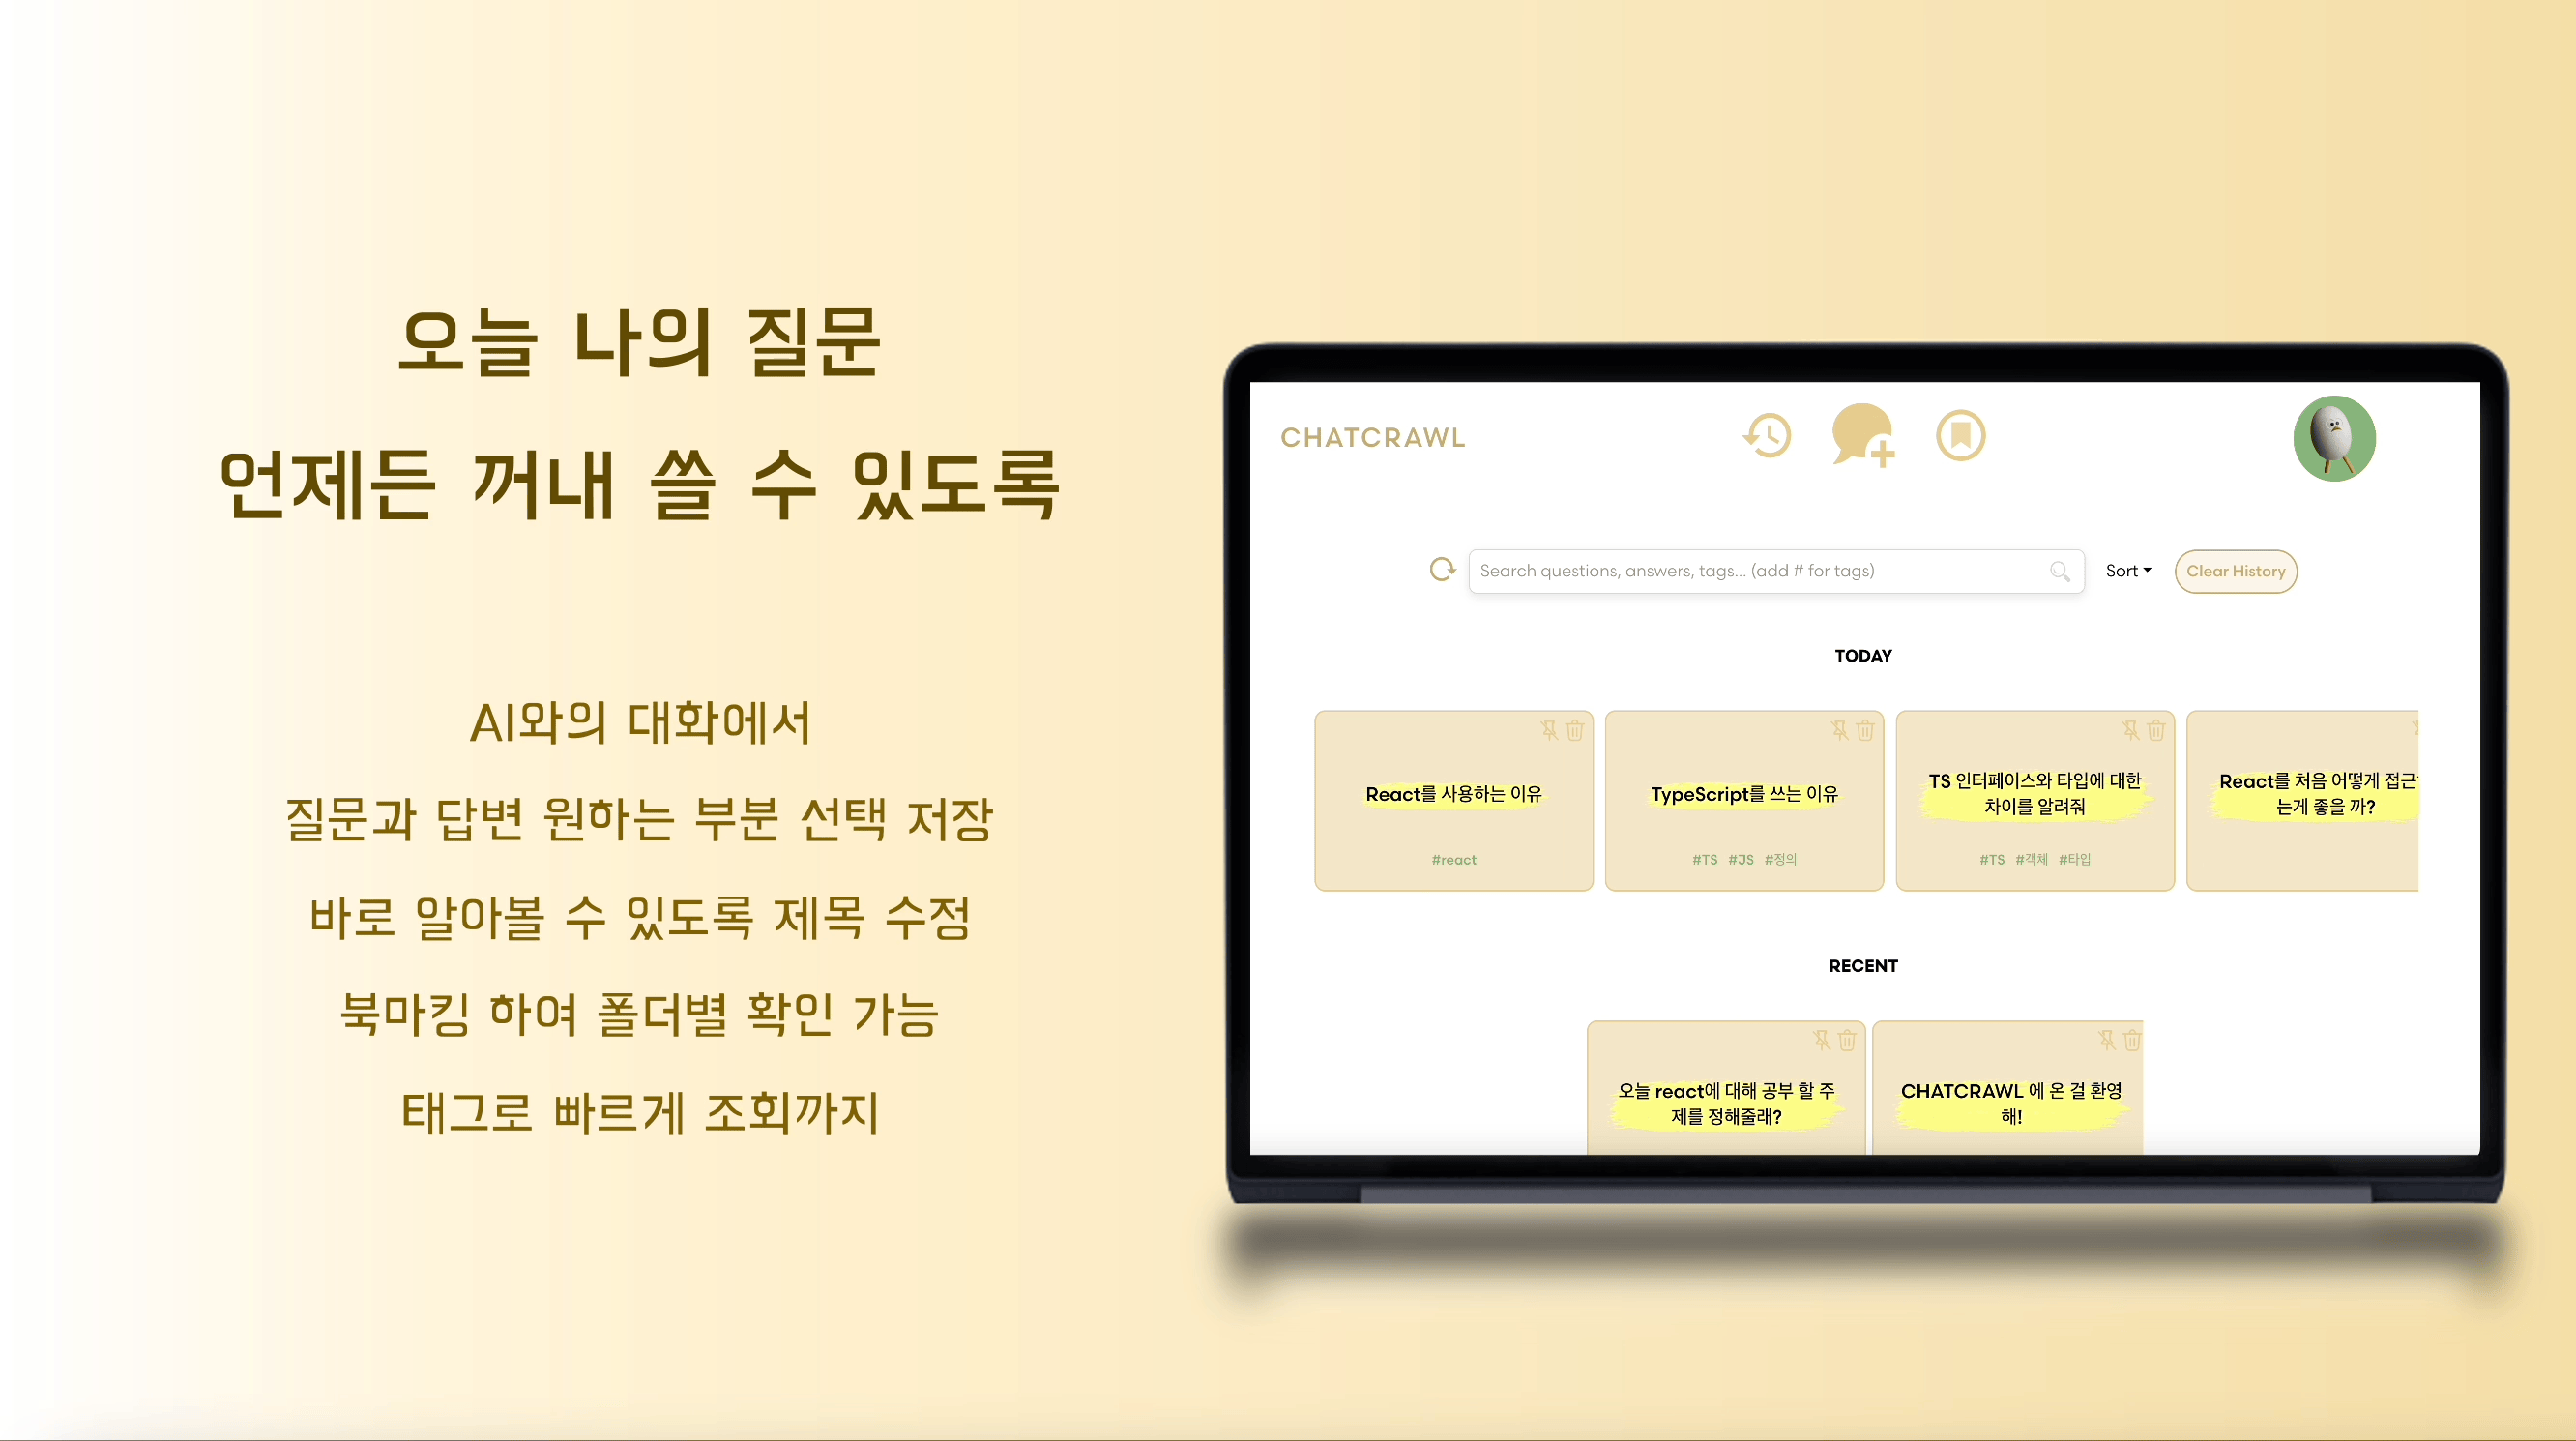 오늘 나의 질문
언제든 꺼내 쓸 수 있도록
AI와의 대화에서
질문과 답변 원하는 부분 선택 저장
바로 알아볼 수 있도록 제목 수정
북마킹 하여 폴더별 확인 가능
태그로 빠르게 조회까지
CHATCRAWL
Search questions, answers, tags... (add # for tags)
Sort
Clear History
TODAY
React를 사용하는 이유
#react
TypeScript를 쓰는 이유
#TS #JS #정의
TS 인터페이스와 타입에 대한
차이를 알려줘
#TS #객체 #타입
React를 처음 어떻게 접근
는게 좋을 까?
RECENT
오늘 react에 대해 공부 할 주
제를 정해줄래?
CHATCRAWL 에 온 걸 환영
해!